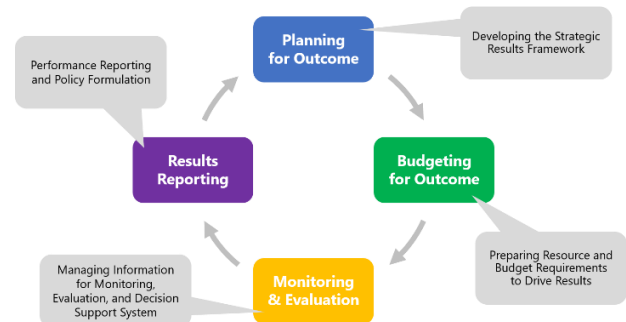 Planning
for Outcome
Developing the Strategic
Results Framework
Performance Reporting
and Policy Formulation
Results
Reporting
Budgeting
for Outcome
Preparing Resource and
Budget Requirements
to Drive Results
Monitoring
& Evaluation
Managing Information
for Monitoring,
Evaluation, and Decision
Support System